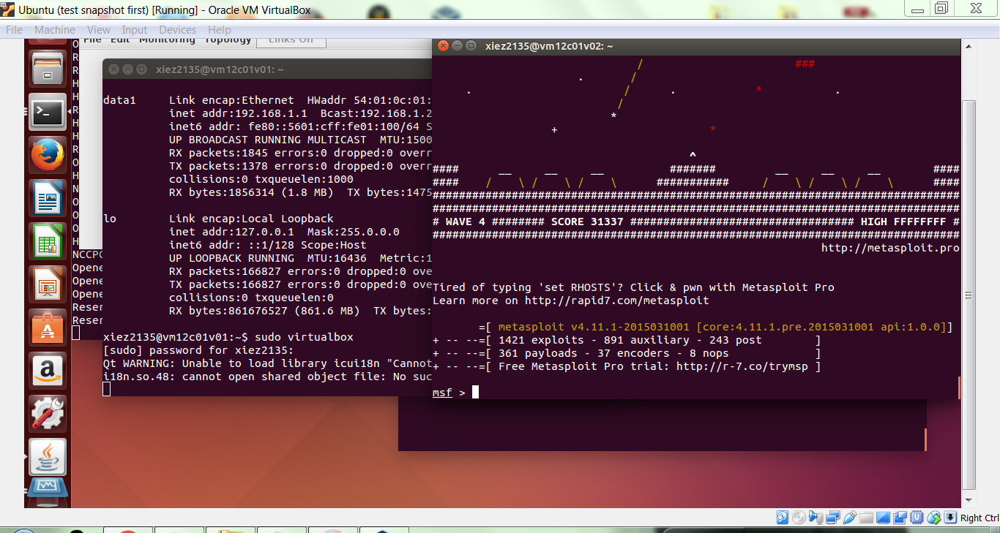 Ubuntu (test snapshot first) [Running] - Oracle VM VirtualBox
File Machine View Input Devices Help
File Edit Monitoring Topology Links Off
xiez2135@vm12c01v01: ~
data1 Link encap:Ethernet HWaddr 54:01:0c:01:
inet addr:192.168.1.1 Bcast:192.168.1.2
inet6 addr: fe80::5601:cff:fe01:100/64 S
UP BROADCAST RUNNING MULTICAST MTU:1500
RX packets:1845 errors:0 dropped:0 overr
TX packets:1378 errors:0 dropped:0 overr
collisions:0 txqueuelen:1000
RX bytes:1856314 (1.8 MB) TX bytes:1475
lo Link encap:Local Loopback
inet addr:127.0.0.1 Mask:255.0.0.0
inet6 addr: ::1/128 Scope:Host
UP LOOPBACK RUNNING MTU:16436 Metric:1
RX packets:166827 errors:0 dropped:0 ove
TX packets:166827 errors:0 dropped:0 ove
collisions:0 txqueuelen:0
RX bytes:861676527 (861.6 MB) TX bytes:
xiez2135@vm12c01v01:~$ sudo virtualbox
[sudo] password for xiez2135:
Qt WARNING: Unable to load library icui18n "Cannot
i18n.so.48: cannot open shared object file: No suc
NCCPO
Opene
Opene
Opene
Reser
Reser
xiez2135@vm12c01v02: ~
# WAVE 4 ######## SCORE 31337 ################################## HIGH FFFFFFFF #
http://metasploit.pro
Tired of typing 'set RHOSTS'? Click & pwn with Metasploit Pro
Learn more on http://rapid7.com/metasploit
=[ metasploit v4.11.1-2015031001 [core:4.11.1.pre.2015031001 api:1.0.0]]
+ -- --=[ 1421 exploits - 891 auxiliary - 243 post ]
+ -- --=[ 361 payloads - 37 encoders - 8 nops ]
+ -- --=[ Free Metasploit Pro trial: http://r-7.co/trymsp ]
msf >
Right Ctrl